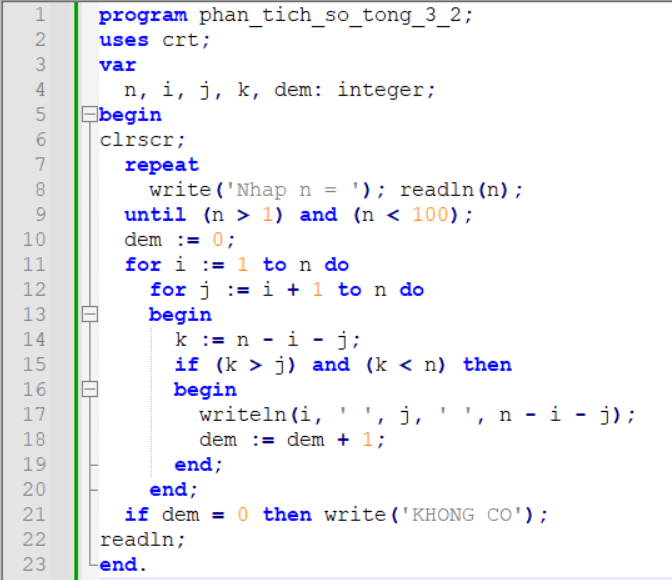 1 program phan_tich_so_tong_3_2;
2 uses crt;
3 var
4 n, i, j, k, dem: integer;
5 begin
6 clrscr;
7 repeat
8 write('Nhap n = '); readln(n);
9 until (n > 1) and (n < 100);
10 dem := 0;
11 for i := 1 to n do
12 for j := i + 1 to n do
13 begin
14 k := n - i - j;
15 if (k > j) and (k < n) then
16 begin
17 writeln(i, ' ', j, ' ', n - i - j);
18 dem := dem + 1;
19 end;
20 end;
21 if dem = 0 then write('KHONG CO');
22 readln;
23 end.